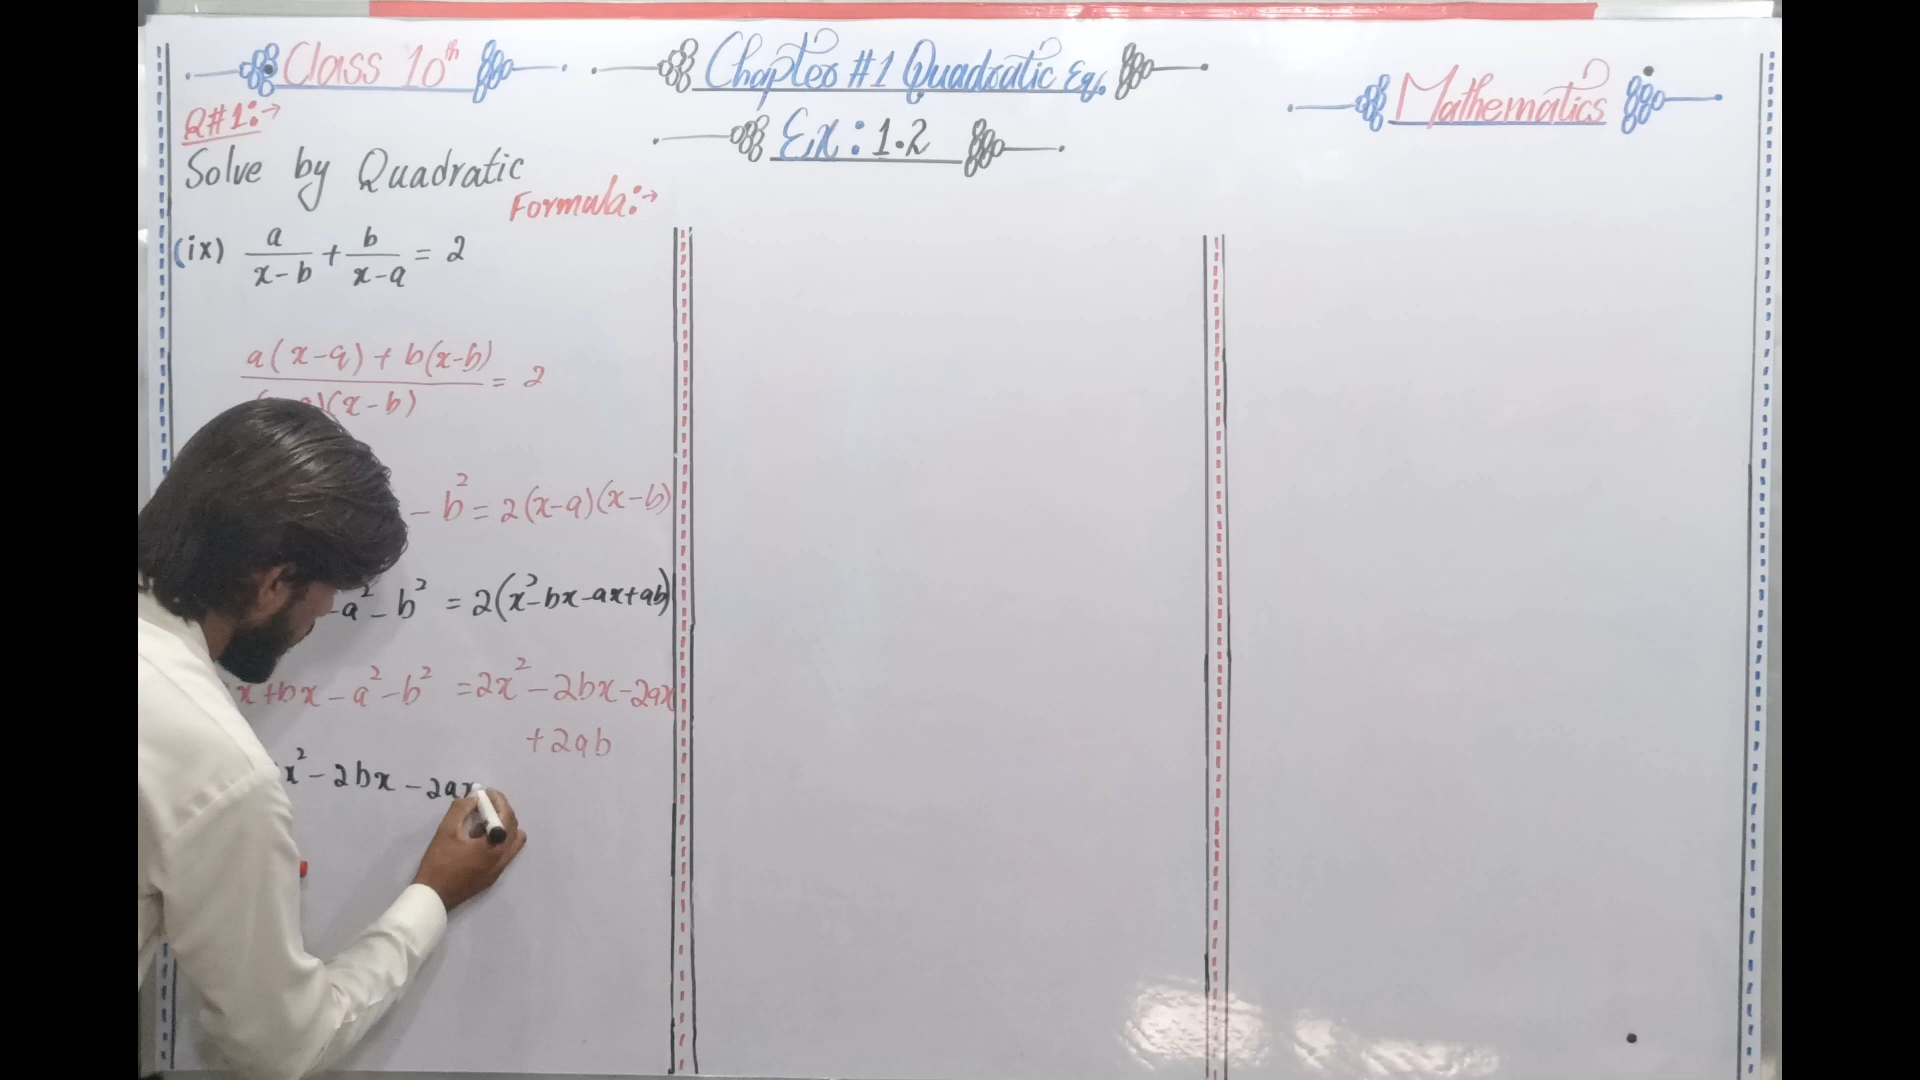 Class 10th
Chapter #1 Quadratic Eq.
Mathematics
Ex: 1.2
Q#1:→
Solve by Quadratic
Formula:→
(ix) a/(x-b) + b/(x-a) = 2
a(x-a) + b(x-b) / )(x-b) = 2
- b² = 2(x-a)(x-b)
-a² - b² = 2(x²-bx-ax+ab)
x+bx-a²-b² = 2x²-2bx-2ax
+2ab
x²-2bx-2ax